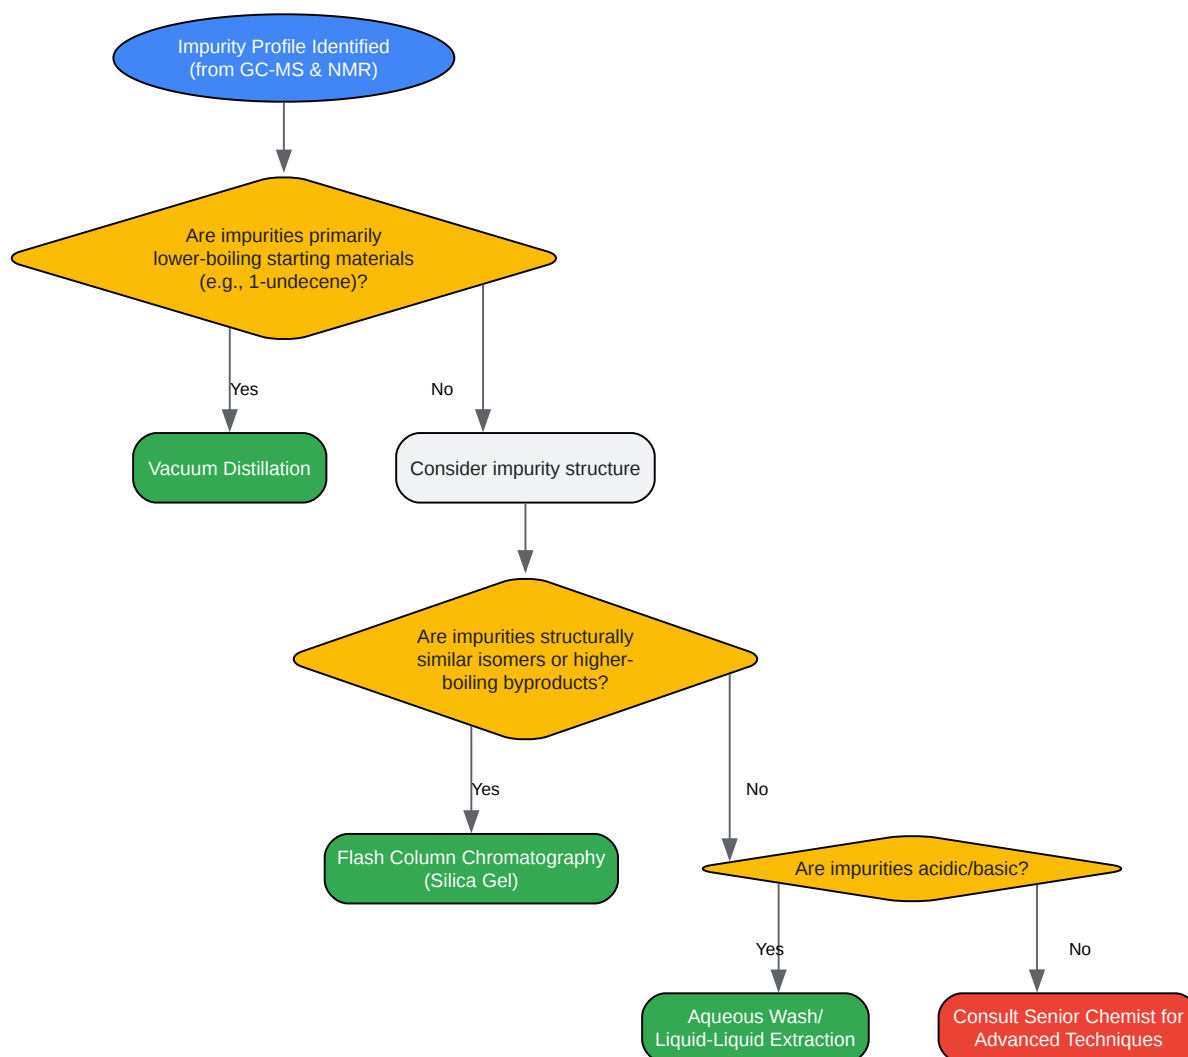 Impurity Profile Identified
(from GC-MS & NMR)
Are impurities primarily
lower-boiling starting materials
(e.g., 1-undecene)?
Yes
No
Vacuum Distillation
Consider impurity structure
Are impurities structurally
similar isomers or higher-
boiling byproducts?
Yes
No
Flash Column Chromatography
(Silica Gel)
Are impurities acidic/basic?
Yes
No
Aqueous Wash/
Liquid-Liquid Extraction
Consult Senior Chemist for
Advanced Techniques